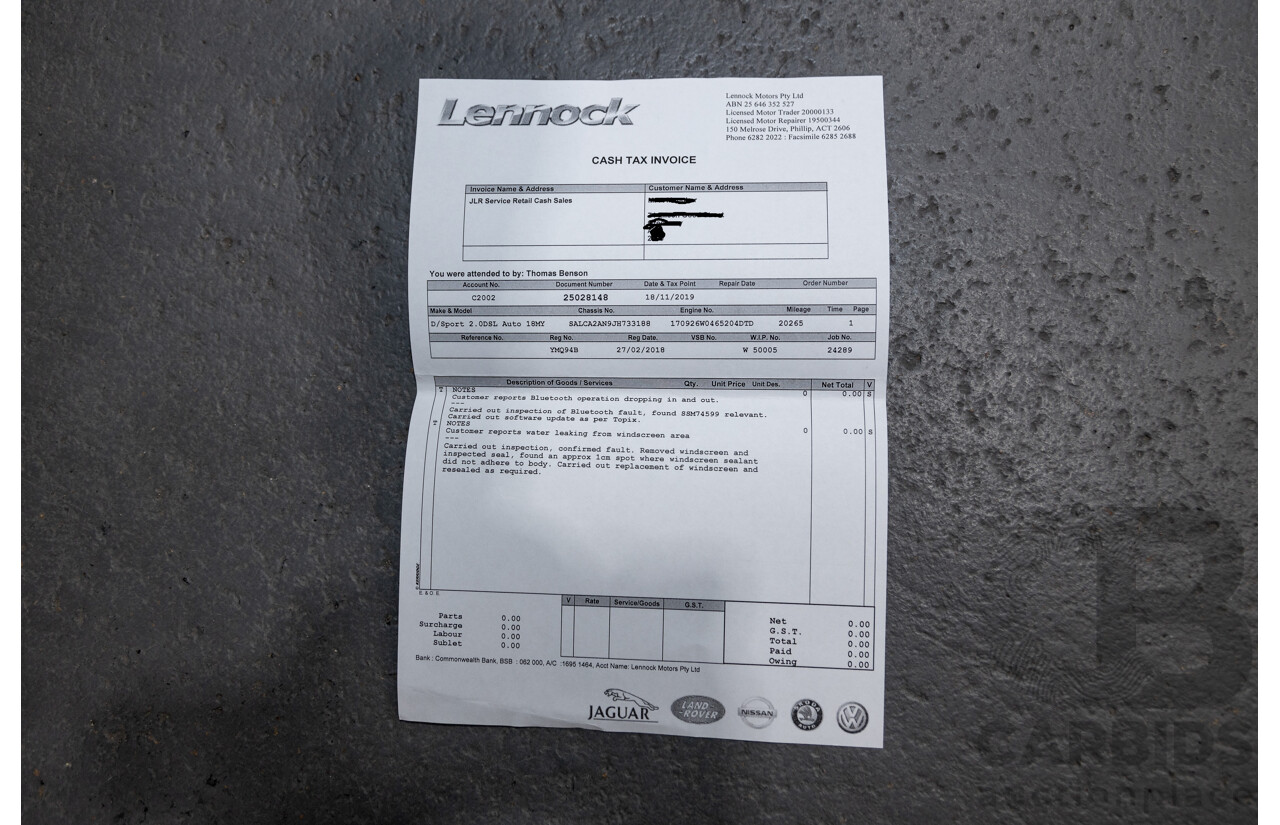 Lennock
Lennock Motors Pty Ltd
ABN 25 646 352 527
Licensed Motor Trader 20000133
Licensed Motor Repairer 19500344
150 Melrose Drive, Phillip, ACT 2606
Phone 6282 2022 : Facsimile 6285 2688
CASH TAX INVOICE
Invoice Name & Address Customer Name & Address
JLR Service Retail Cash Sales
You were attended to by: Thomas Benson
Account No. Document Number Date & Tax Point Repair Date Order Number
C2002 25028148 18/11/2019
Make & Model Chassis No. Engine No. Mileage Time Page
D/Sport 2.0DSL Auto 18MY SALCA2AN9JH733188 170926W0465204DTD 20265 1
Reference No. Reg No. Reg Date. VSB No. W.I.P. No. Job No.
YMQ94B 27/02/2018 W 50005 24289
Description of Goods / Services Qty. Unit Price Unit Des. Net Total V
T NOTES 0 0.00 S
Customer reports Bluetooth operation dropping in and out.
---
Carried out inspection of Bluetooth fault, found SSM74599 relevant.
Carried out software update as per Topix.
T NOTES 0 0.00 S
Customer reports water leaking from windscreen area
---
Carried out inspection, confirmed fault. Removed windscreen and
inspected seal, found an approx 1cm spot where windscreen sealant
did not adhere to body. Carried out replacement of windscreen and
resealed as required.
E & O E
V Rate Service/Goods G.S.T.
Parts 0.00
Surcharge 0.00
Labour 0.00
Sublet 0.00
Net 0.00
G.S.T. 0.00
Total 0.00
Paid 0.00
Owing 0.00
Bank : Commonwealth Bank, BSB : 062 000, A/C :1695 1484, Acct Name: Lennock Motors Pty Ltd
JAGUAR LAND-ROVER NISSAN SKODA AUTO VW
B
CARBIDS
auctionplace